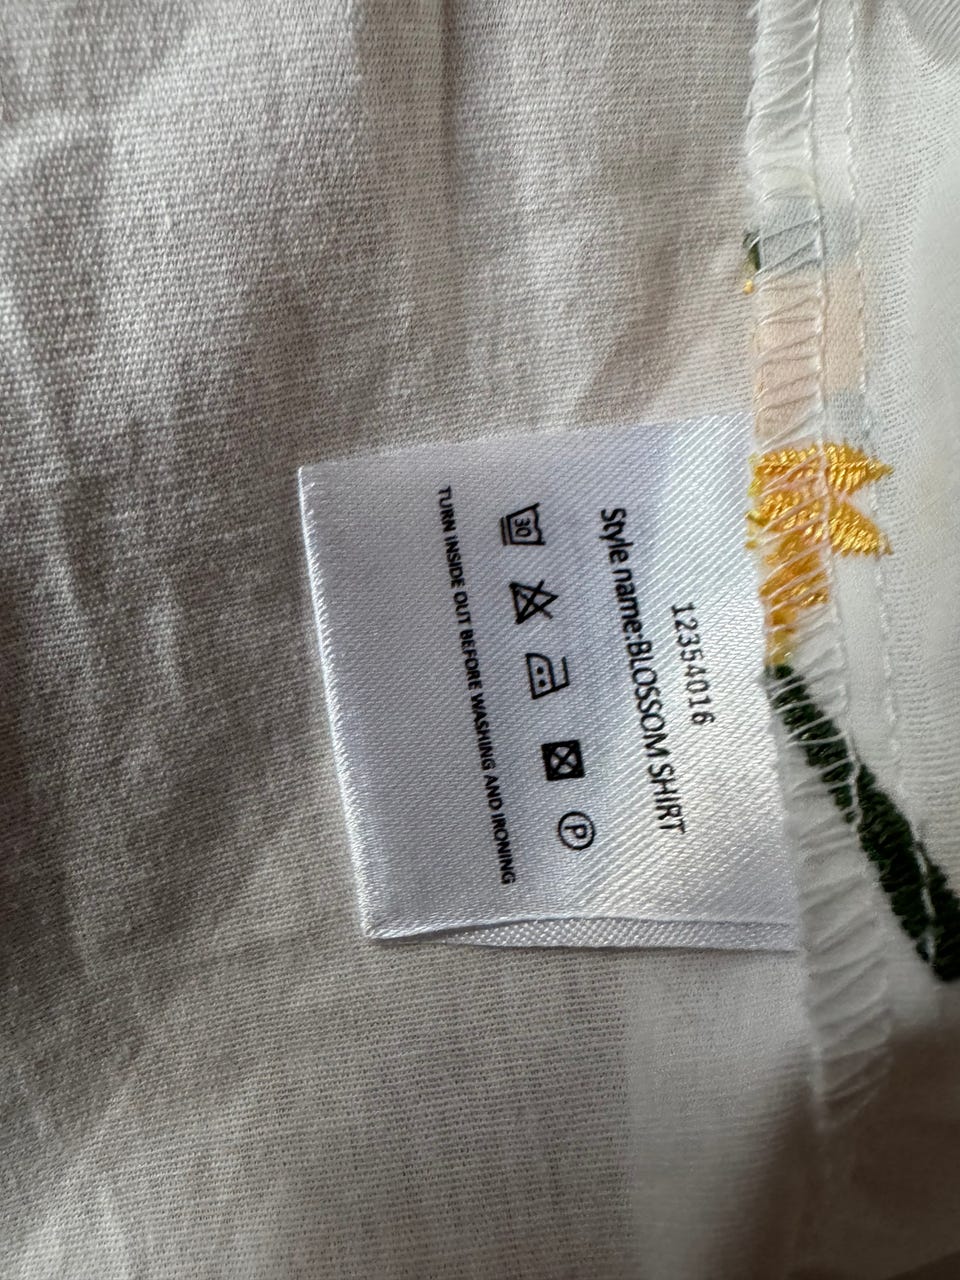 12354016
Style name:BLOSSOM SHIRT
30 P
TURN INSIDE OUT BEFORE WASHING AND IRONING